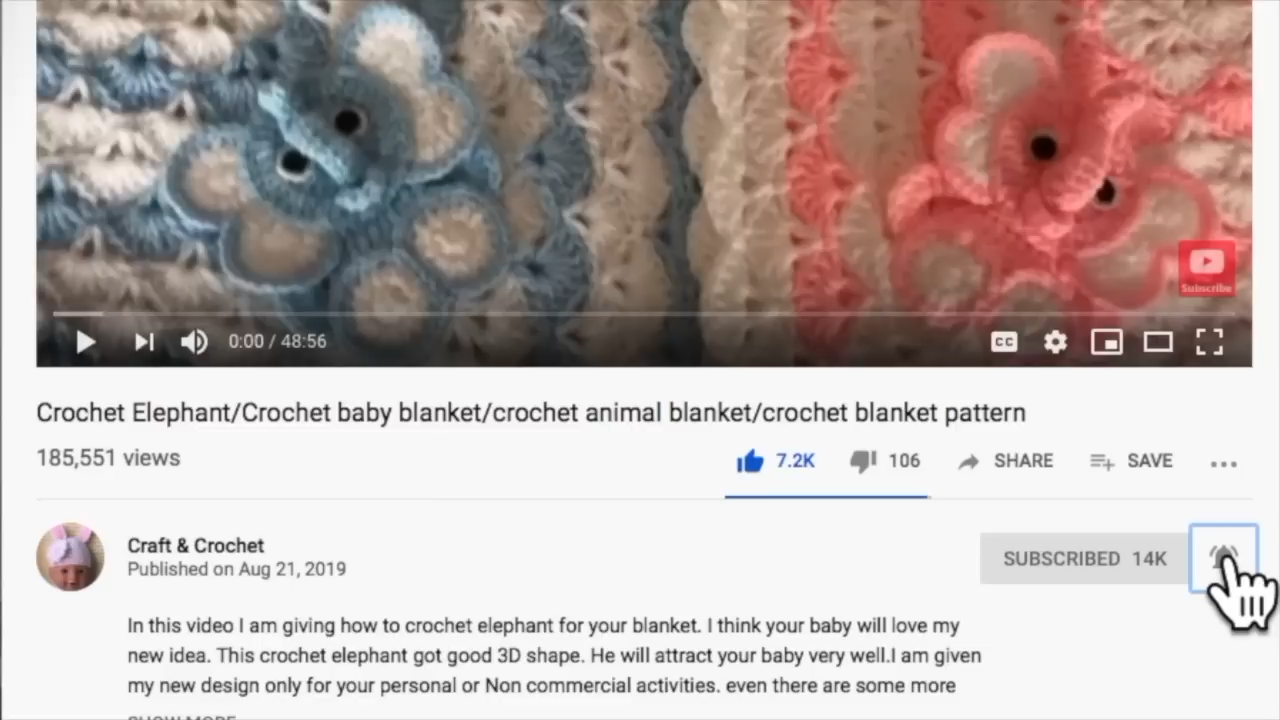 Subscribe
0:00 / 48:56
CC
Crochet Elephant/Crochet baby blanket/crochet animal blanket/crochet blanket pattern
185,551 views
7.2K
106
SHARE
SAVE
Craft & Crochet
Published on Aug 21, 2019
SUBSCRIBED 14K
In this video I am giving how to crochet elephant for your blanket. I think your baby will love my
new idea. This crochet elephant got good 3D shape. He will attract your baby very well.I am given
my new design only for your personal or Non commercial activities. even there are some more
SHOW MORE